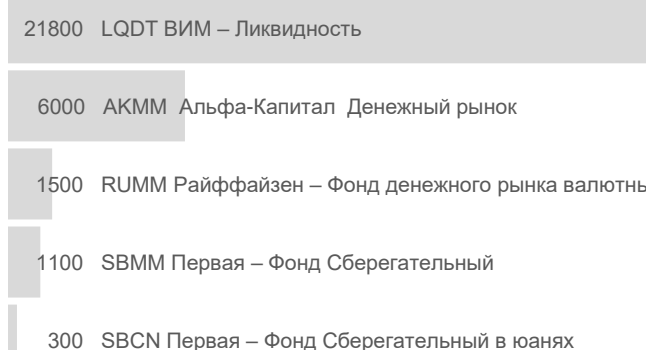 21800 LQDT ВИМ – Ликвидность
6000 AKMM Альфа-Капитал Денежный рынок
1500 RUMM Райффайзен – Фонд денежного рынка
1100 SBMM Первая – Фонд Сберегательный
300 SBCN Первая – Фонд Сберегательный в юанях